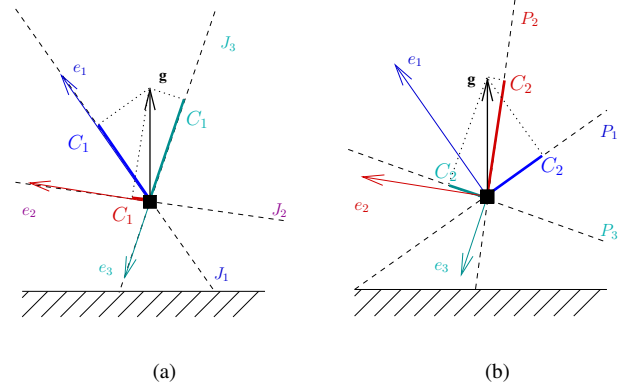 e₁
g
J₃
C₁
C₁
e₂
C₁
J₂
e₃
J₁
(a)
P₂
e₁
g
C₂
P₁
C₂
C₂
e₂
P₃
e₃
(b)